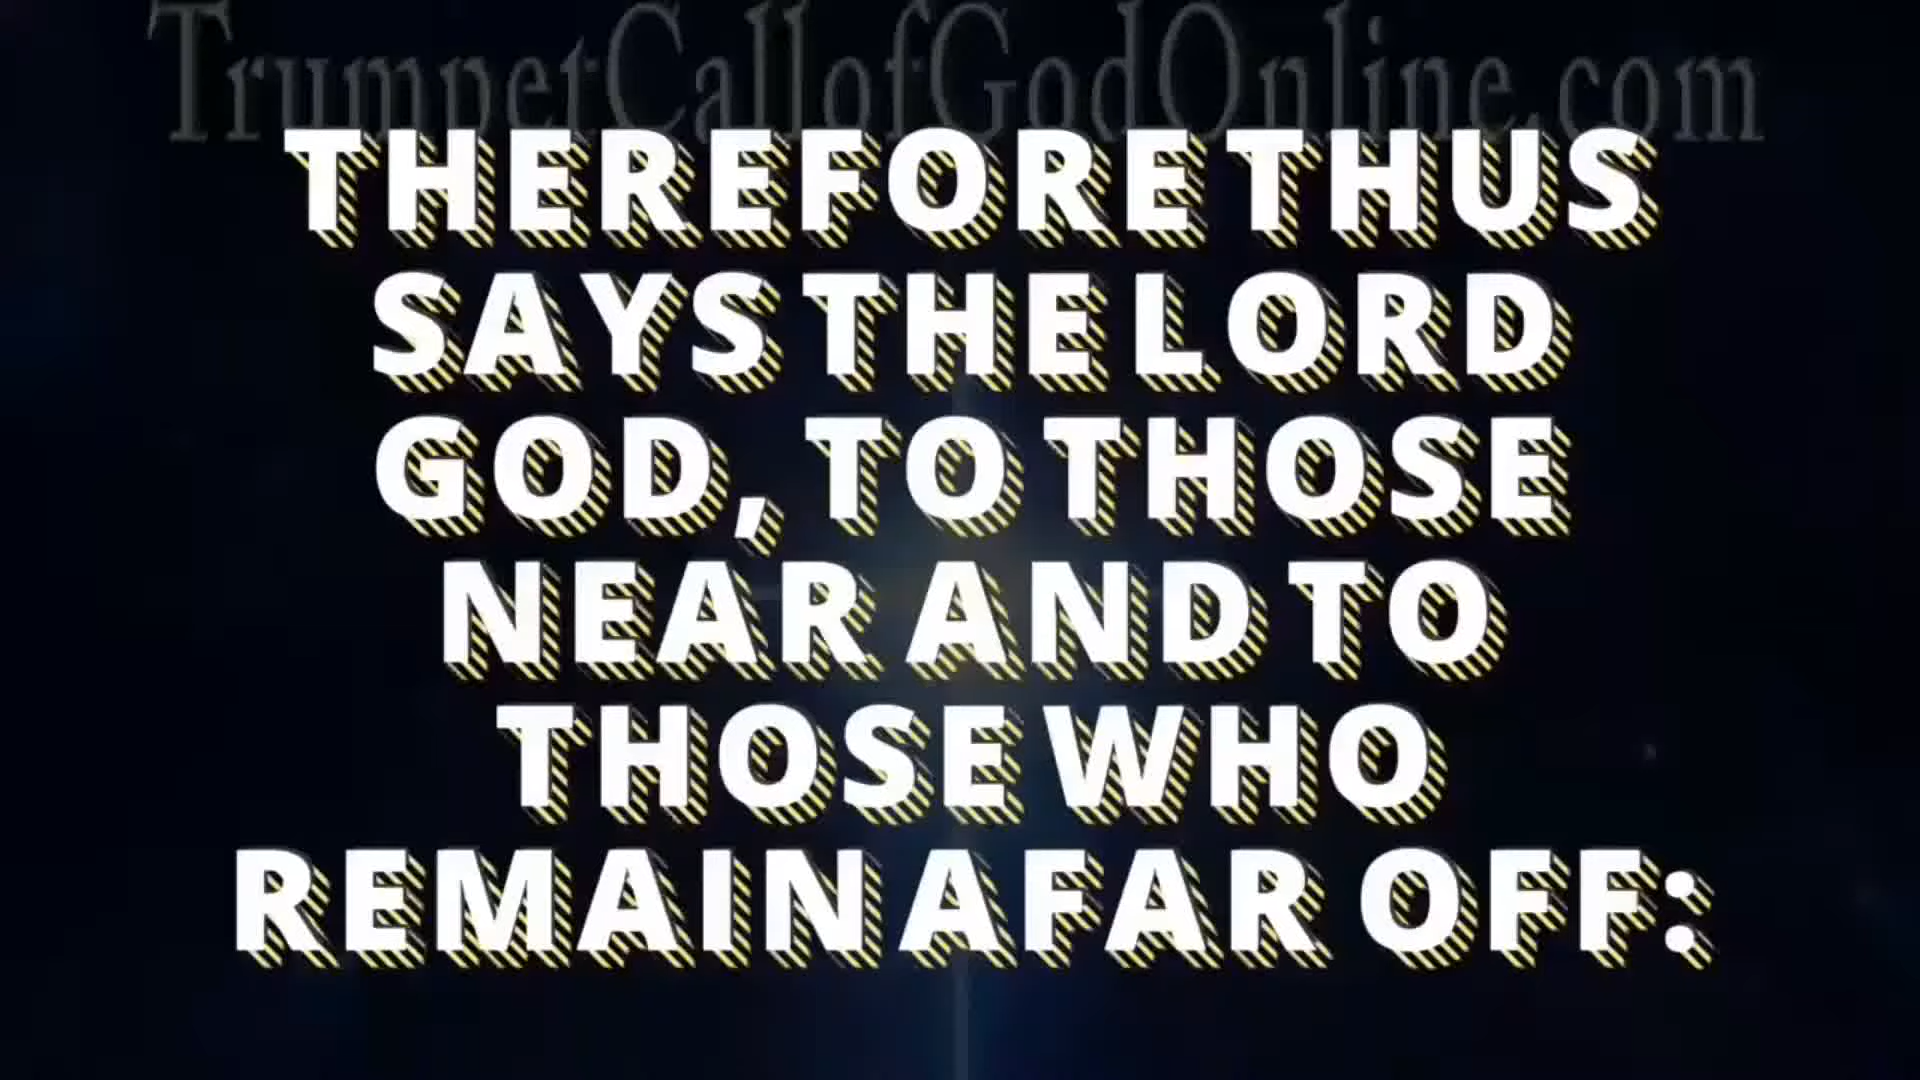 TrumpetCallofGodOnline.com
THEREFORE THUS
SAYS THE LORD
GOD, TO THOSE
NEAR AND TO
THOSE WHO
REMAIN AFAR OFF: